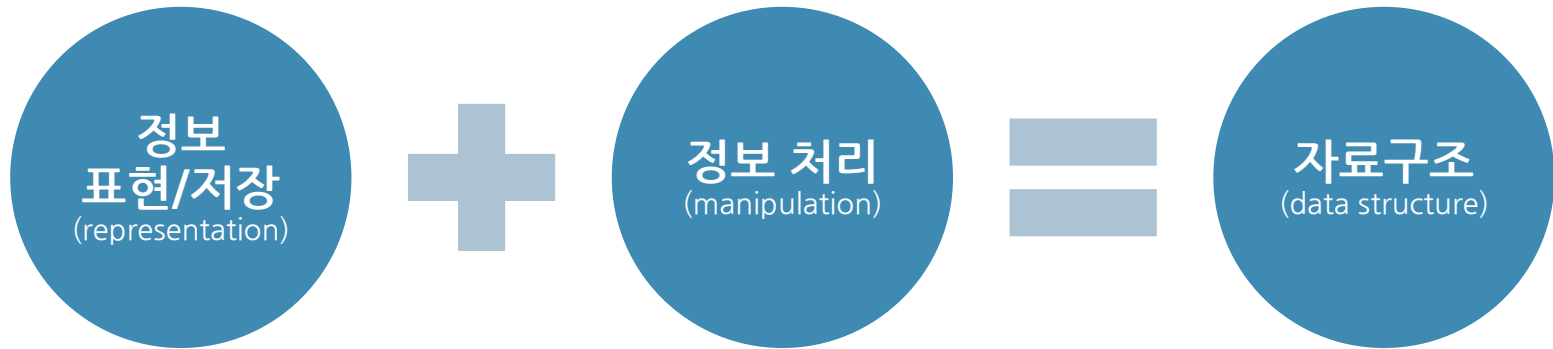 정보
표현/저장
(representation)
정보 처리
(manipulation)
자료구조
(data structure)